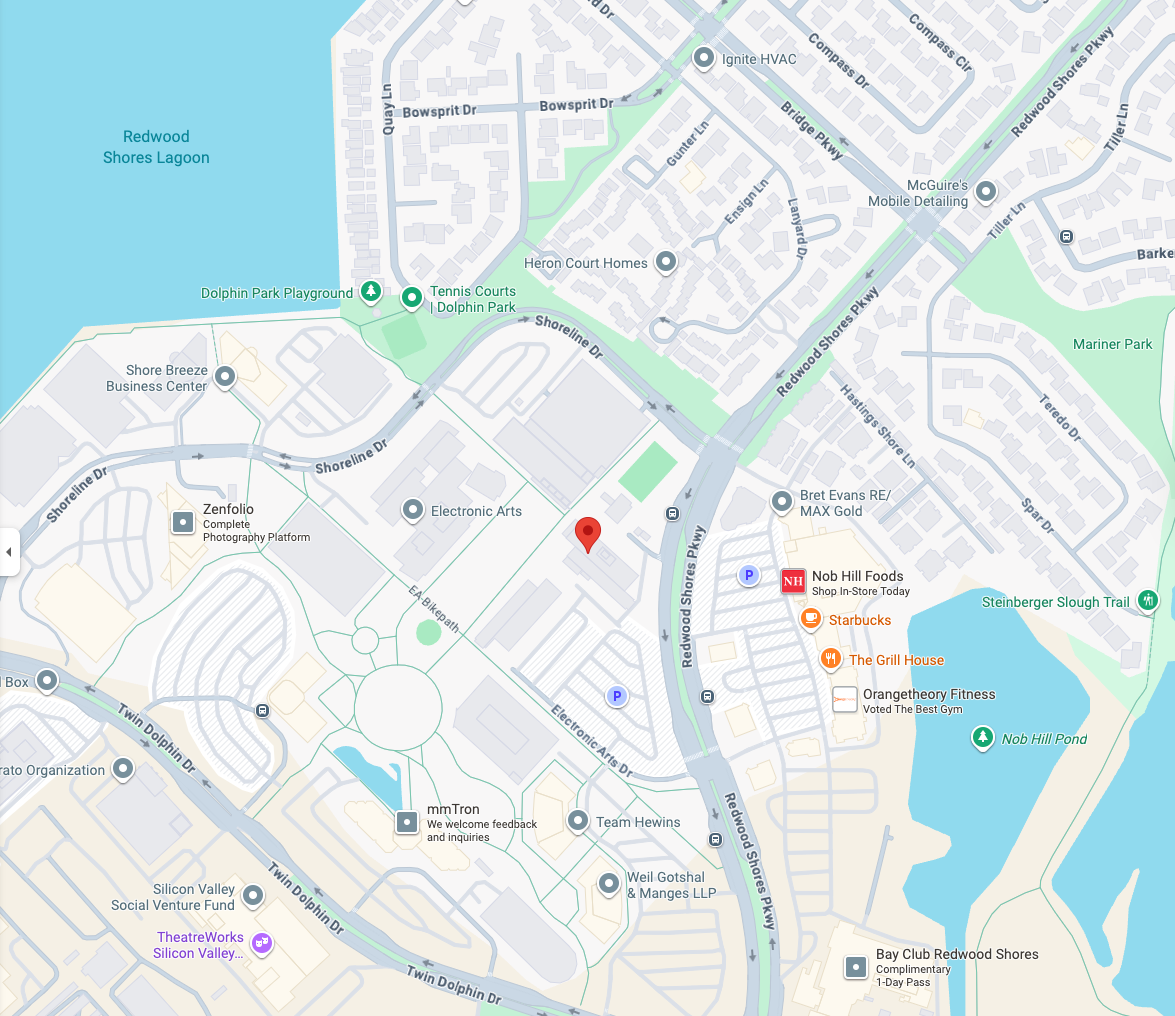 Ignite HVAC
Compass Dr
Compass Cir
Redwood Shores Pkwy
Quay Ln
Bowsprit Dr
Bowsprit Dr
Bridge Pkwy
Tiller Ln
Redwood
Shores Lagoon
Gunter Ln
Ensign Ln
Lanyard Dr
McGuire's
Mobile Detailing
Tiller Ln
Barke
Heron Court Homes
Dolphin Park Playground
Tennis Courts
| Dolphin Park
Shoreline Dr
Redwood Shores Pkwy
Mariner Park
Shore Breeze
Business Center
Hastings Shore Ln
Teredo Dr
Shoreline Dr
Shoreline Dr
Zenfolio
Complete
Photography Platform
Electronic Arts
Bret Evans RE/
MAX Gold
Spar Dr
Redwood Shores Pkwy
P
NH
Nob Hill Foods
Shop In-Store Today
EA Bikepath
Starbucks
Steinberger Slough Trail
The Grill House
l Box
P
Orangetheory Fitness
Voted The Best Gym
Twin Dolphin Dr
Electronic Arts Dr
Nob Hill Pond
rato Organization
mmTron
We welcome feedback
and inquiries
Team Hewins
Redwood Shores Pkwy
Silicon Valley
Social Venture Fund
Twin Dolphin Dr
Weil Gotshal
& Manges LLP
TheatreWorks
Silicon Valley...
Twin Dolphin Dr
Bay Club Redwood Shores
Complimentary
1-Day Pass